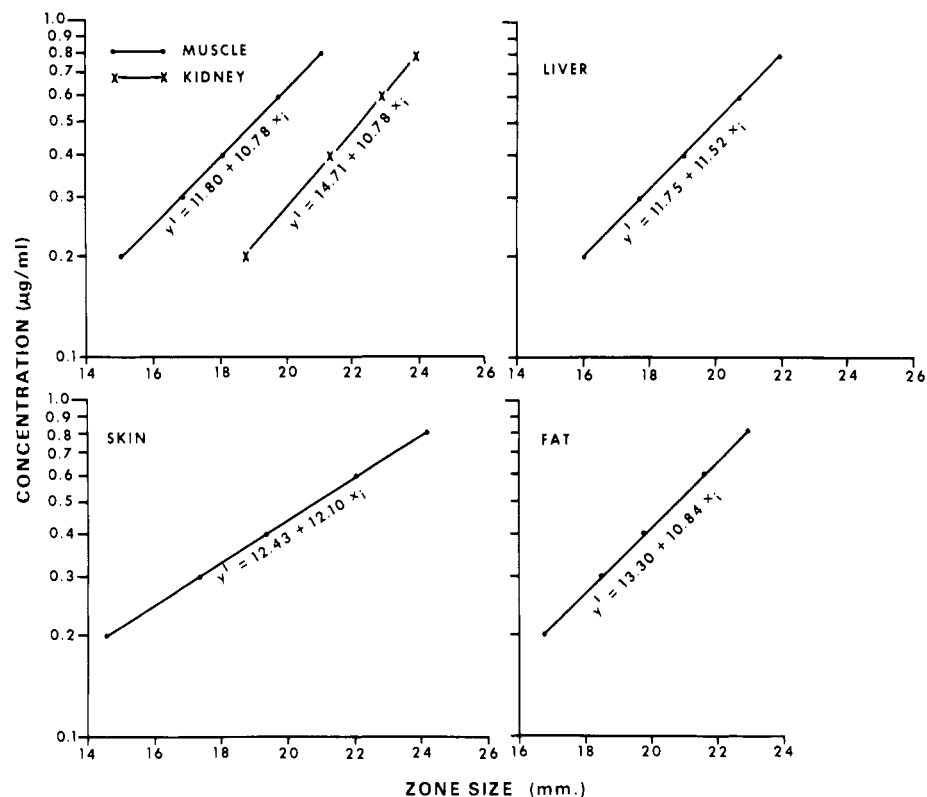 1.0
0.9
0.8
0.7
0.6
0.5
0.4
0.3
0.2
0.1
MUSCLE
KIDNEY
y' = 11.80 + 10.78 xi
y' = 14.71 + 10.78 xi
14 16 18 20 22 24 26
LIVER
y' = 11.75 + 11.52 xi
14 16 18 20 22 24 26
CONCENTRATION (µg/ml)
1.0
0.9
0.8
0.7
0.6
0.5
0.4
0.3
0.2
0.1
SKIN
y' = 12.43 + 12.10 xi
14 16 18 20 22 24 26
FAT
y' = 13.30 + 10.84 xi
16 18 20 22 24
ZONE SIZE (mm.)